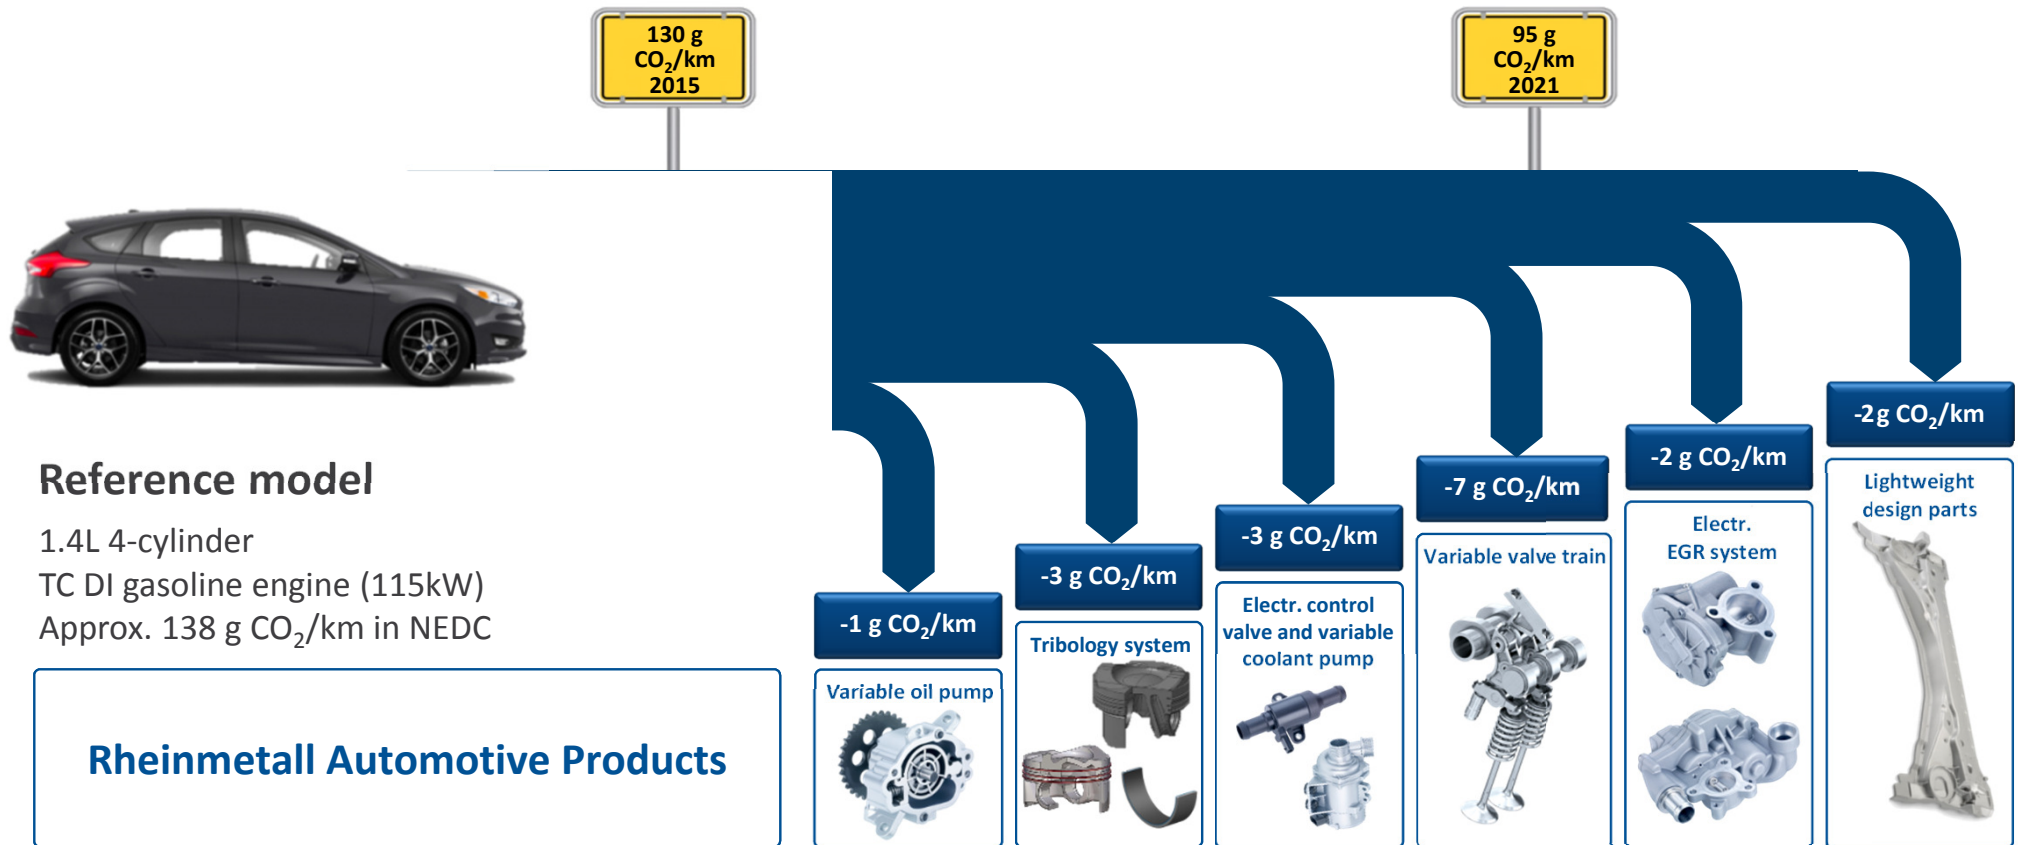 130 g
CO₂/km
2015
95 g
CO₂/km
2021
Reference model
1.4L 4-cylinder
TC DI gasoline engine (115kW)
Approx. 138 g CO₂/km in NEDC
Rheinmetall Automotive Products
-1 g CO₂/km
Variable oil pump
-3 g CO₂/km
Tribology system
-3 g CO₂/km
Electr. control
valve and variable
coolant pump
-7 g CO₂/km
Variable valve train
-2 g CO₂/km
Electr.
EGR system
-2g CO₂/km
Lightweight
design parts